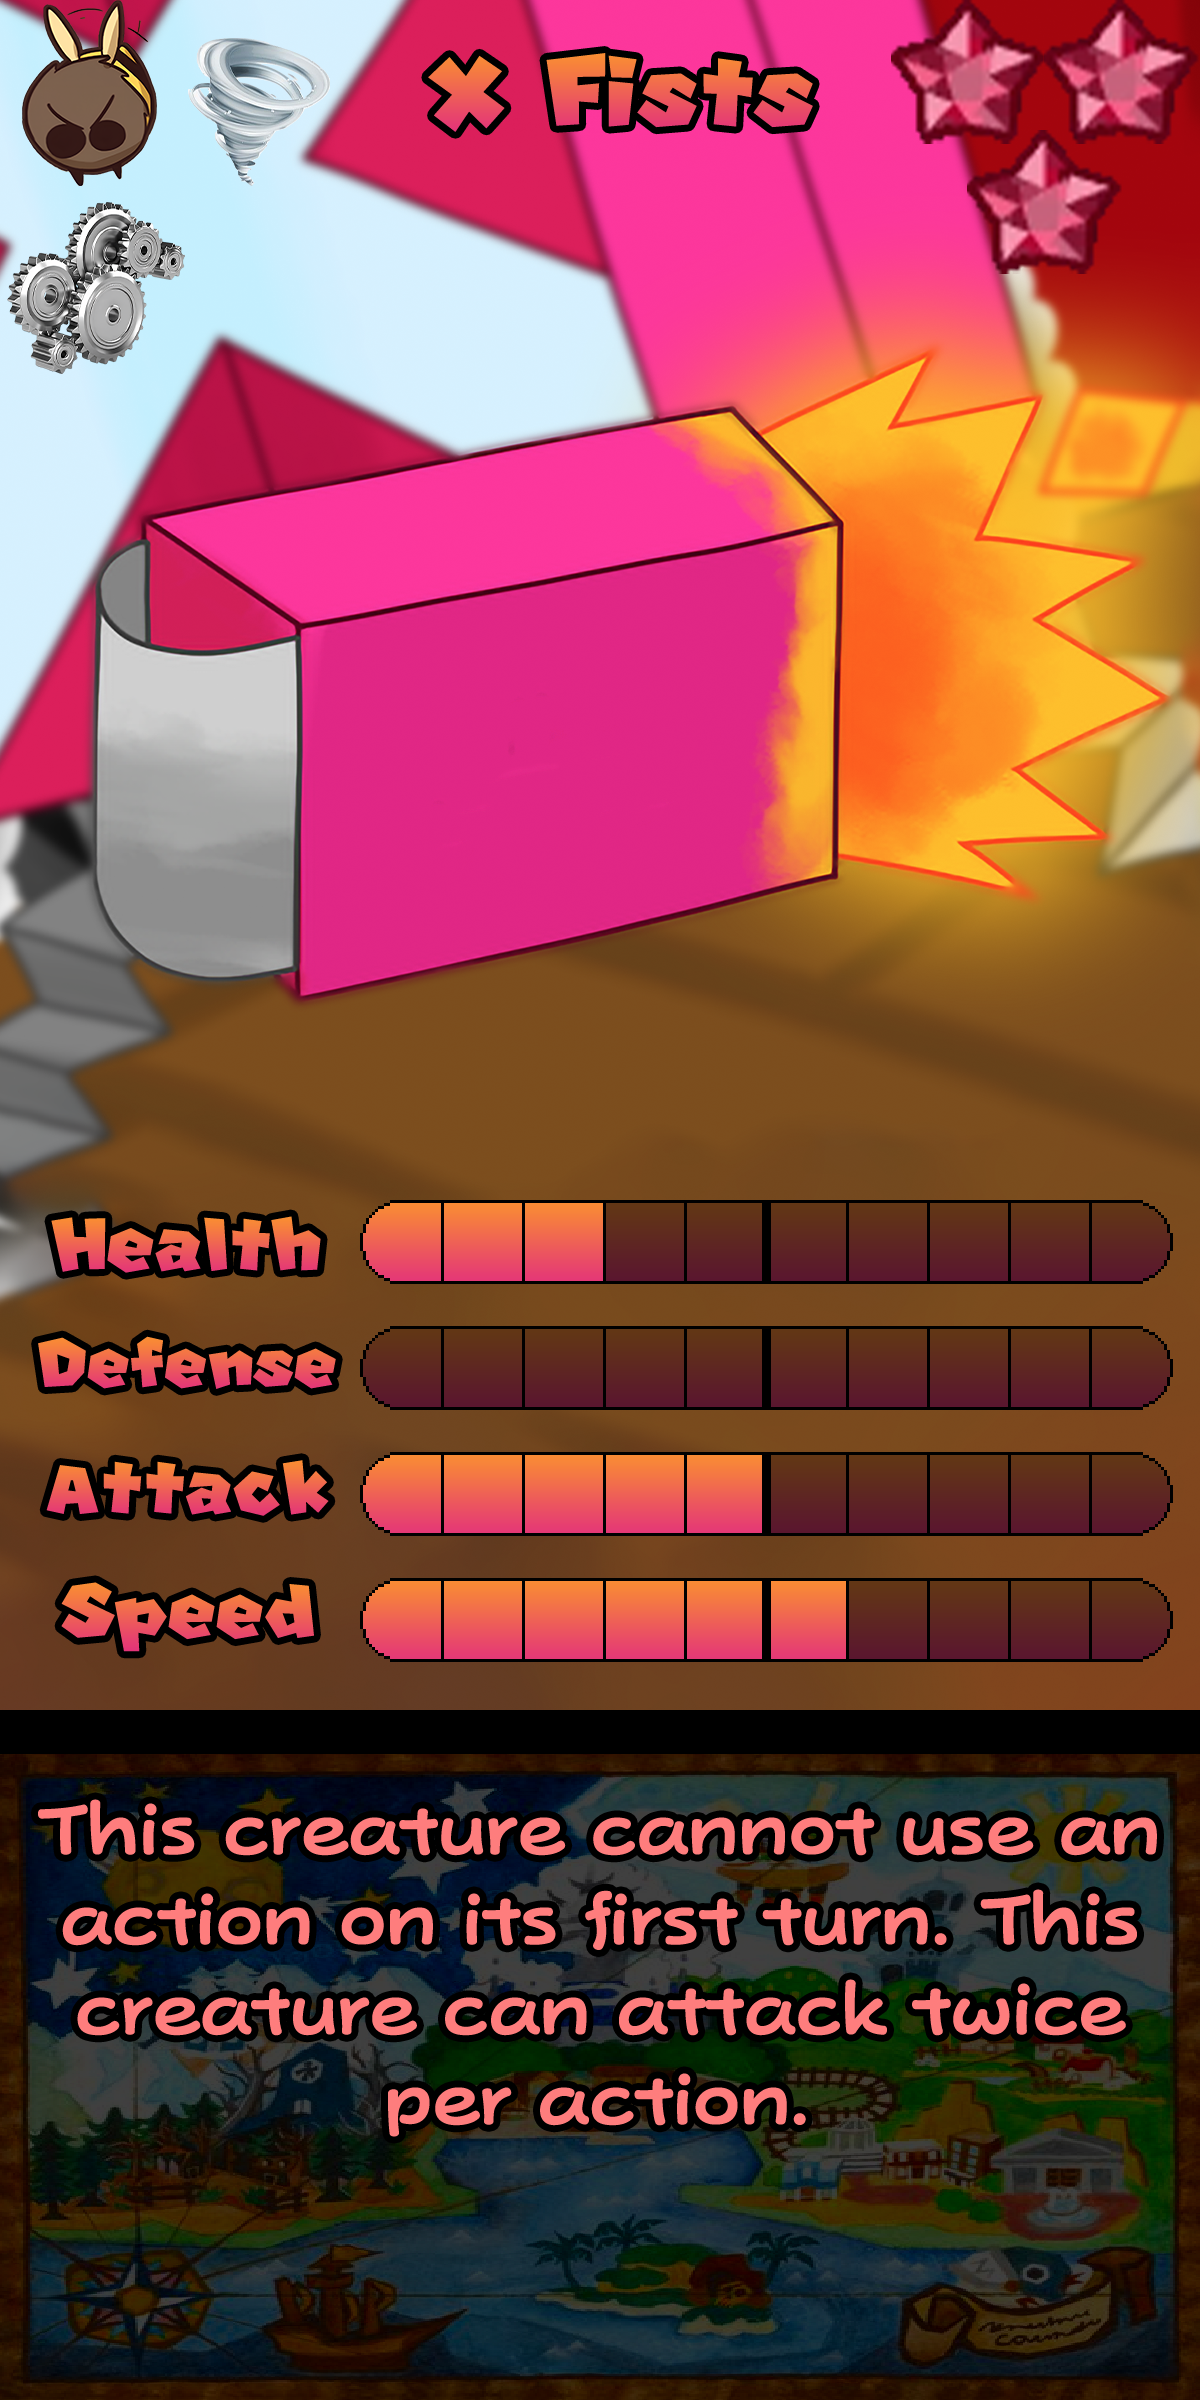 X Fists
Health
Defense
Attack
Speed
This creature cannot use an
action on its first turn. This
creature can attack twice
per action.